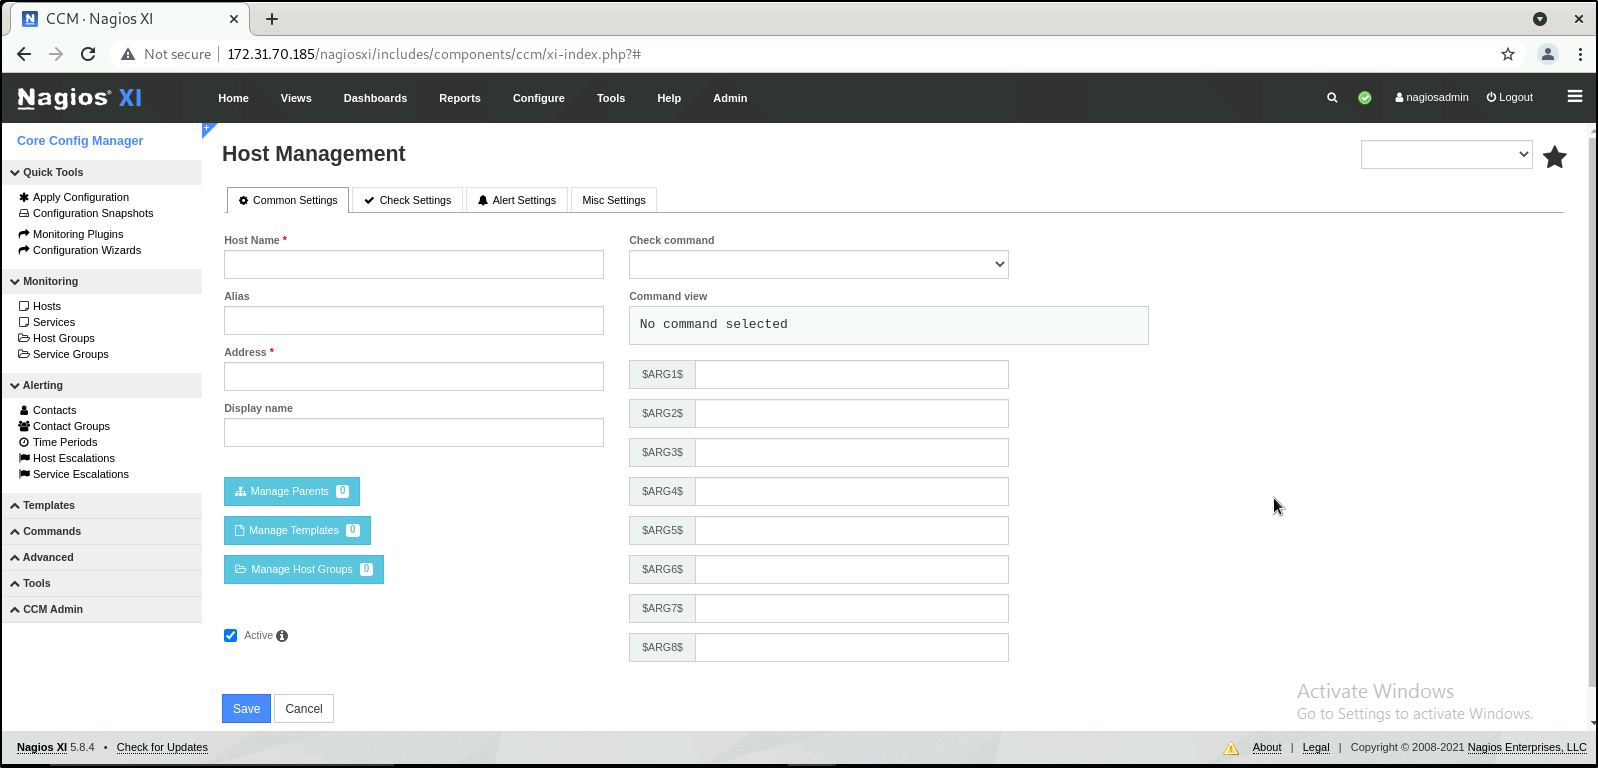 CCM · Nagios XI
Not secure | 172.31.70.185/nagiosxi/includes/components/ccm/xi-index.php?#
Nagios® XI Home Views Dashboards Reports Configure Tools Help Admin nagiosadmin Logout
Core Config Manager
Quick Tools
Apply Configuration
Configuration Snapshots
Monitoring Plugins
Configuration Wizards
Monitoring
Hosts
Services
Host Groups
Service Groups
Alerting
Contacts
Contact Groups
Time Periods
Host Escalations
Service Escalations
Templates
Commands
Advanced
Tools
CCM Admin
Host Management
Common Settings Check Settings Alert Settings Misc Settings
Host Name *
Alias
Address *
Display name
Manage Parents 0
Manage Templates 0
Manage Host Groups 0
Active
Check command
Command view
No command selected
$ARG1$
$ARG2$
$ARG3$
$ARG4$
$ARG5$
$ARG6$
$ARG7$
$ARG8$
Save Cancel
Activate Windows
Go to Settings to activate Windows.
Nagios XI 5.8.4 • Check for Updates
About | Legal | Copyright © 2008-2021 Nagios Enterprises, LLC